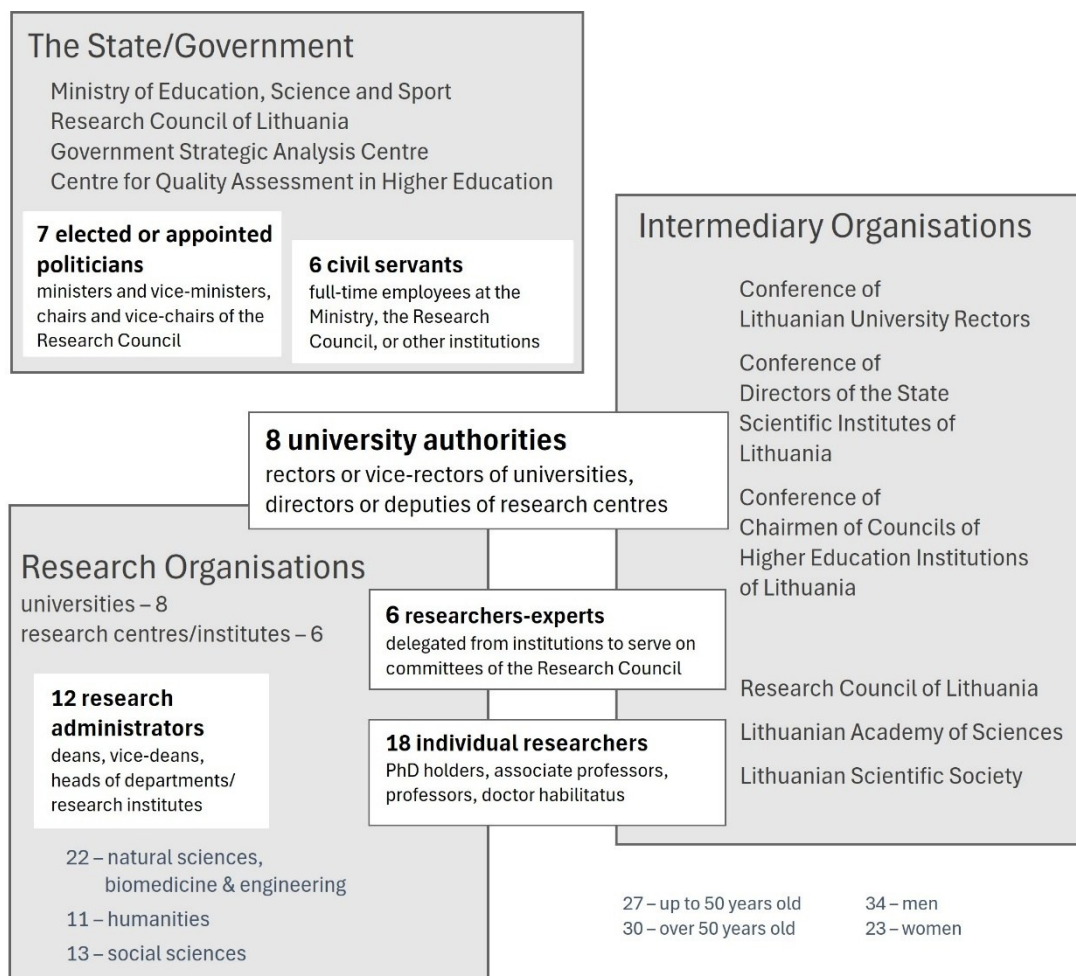 The State/Government
Ministry of Education, Science and Sport
Research Council of Lithuania
Government Strategic Analysis Centre
Centre for Quality Assessment in Higher Education
7 elected or appointed
politicians
ministers and vice-ministers,
chairs and vice-chairs of the
Research Council
6 civil servants
full-time employees at the
Ministry, the Research
Council, or other institutions
Intermediary Organisations
Conference of
Lithuanian University Rectors
Conference of
Directors of the State
Scientific Institutes of
Lithuania
Conference of
Chairmen of Councils of
Higher Education Institutions
of Lithuania
Research Council of Lithuania
Lithuanian Academy of Sciences
Lithuanian Scientific Society
8 university authorities
rectors or vice-rectors of universities,
directors or deputies of research centres
Research Organisations
universities – 8
research centres/institutes – 6
6 researchers-experts
delegated from institutions to serve on
committees of the Research Council
12 research
administrators
deans, vice-deans,
heads of departments/
research institutes
18 individual researchers
PhD holders, associate professors,
professors, doctor habilitatus
22 – natural sciences,
biomedicine & engineering
11 – humanities
13 – social sciences
27 – up to 50 years old
30 – over 50 years old
34 – men
23 – women